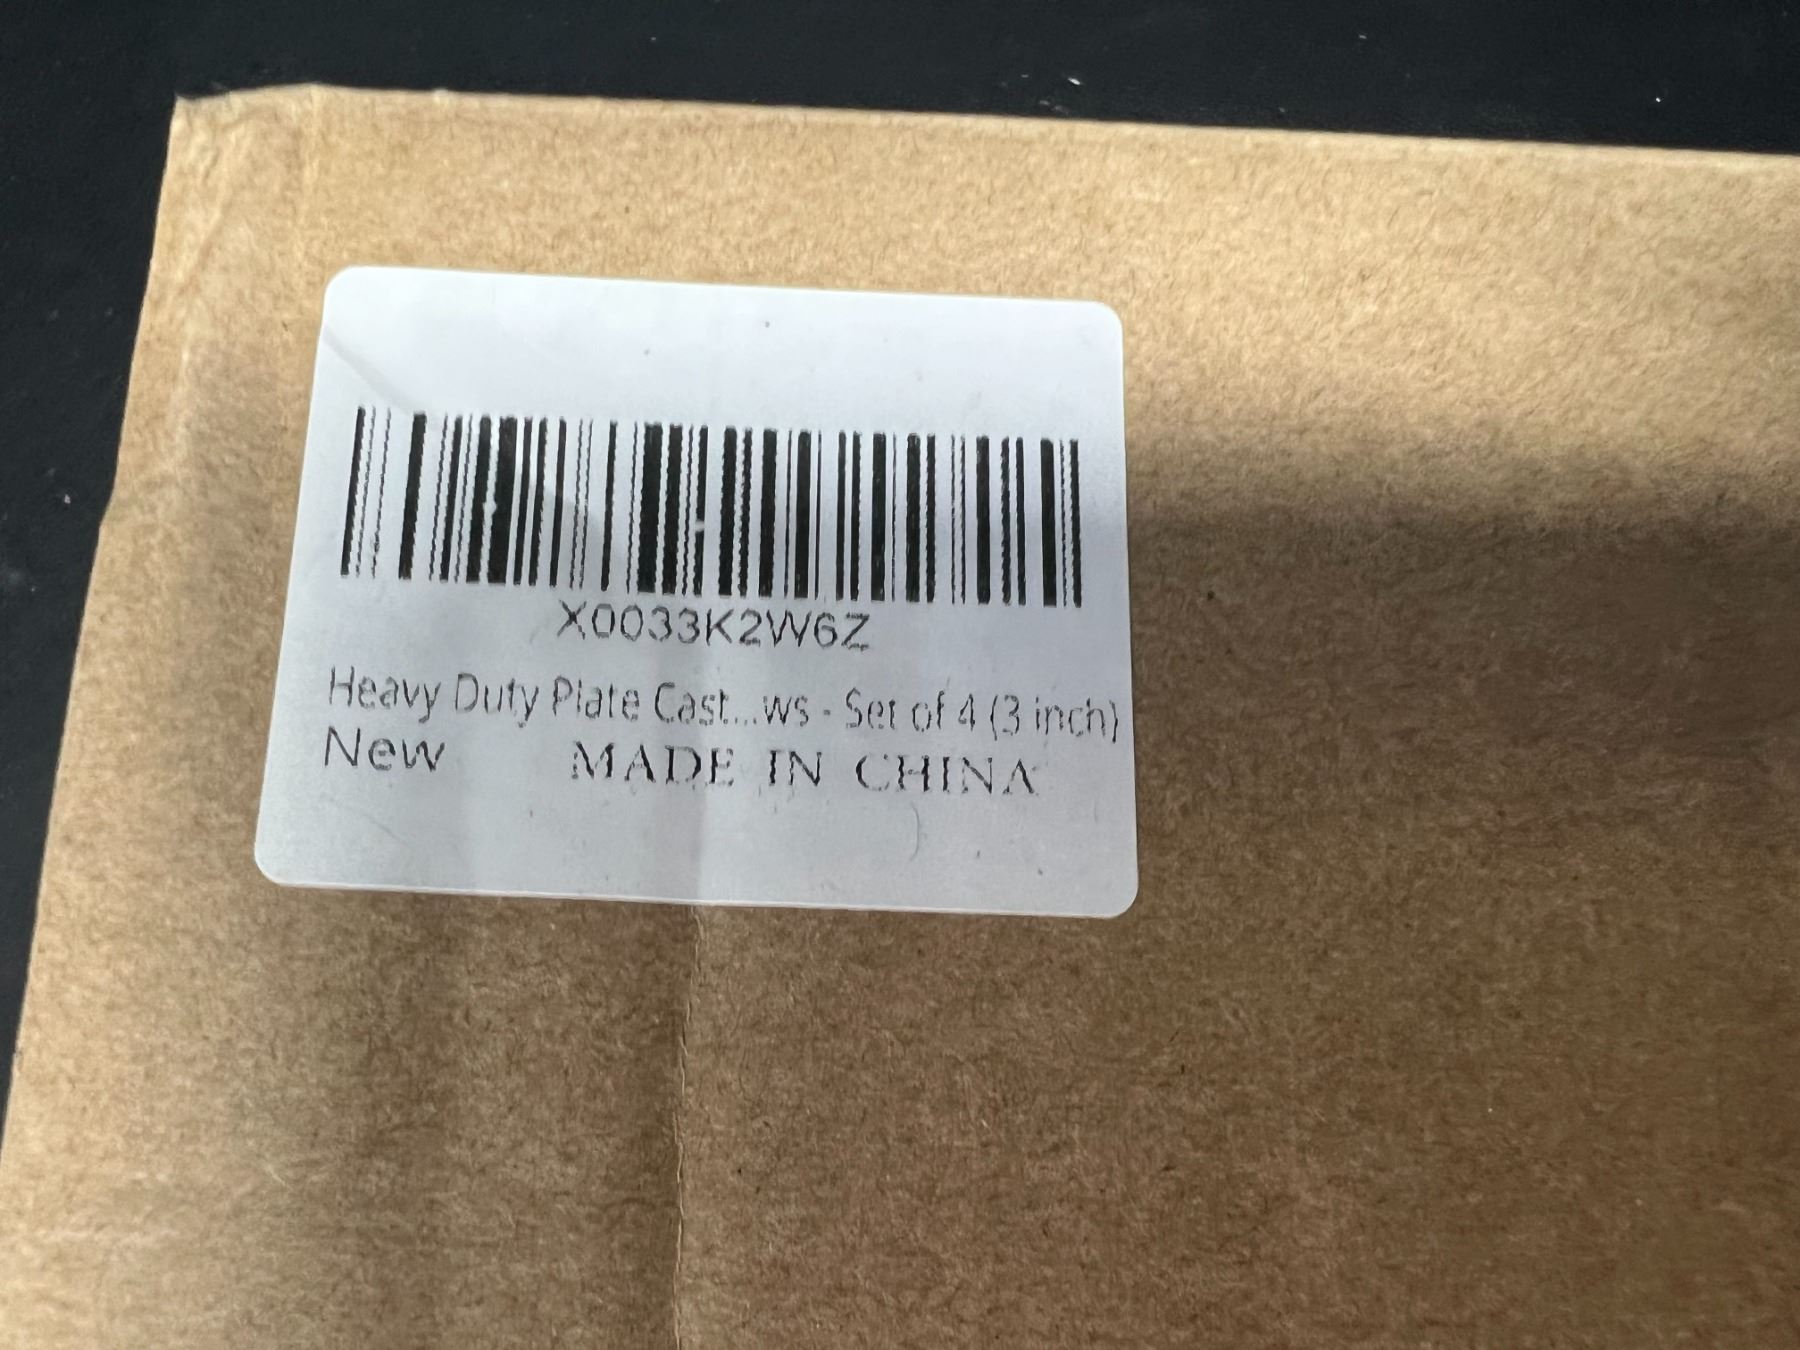 X0033K2W6Z
Heavy Duty Plate Cast...ws - Set of 4 (3 inch)
New MADE IN CHINA